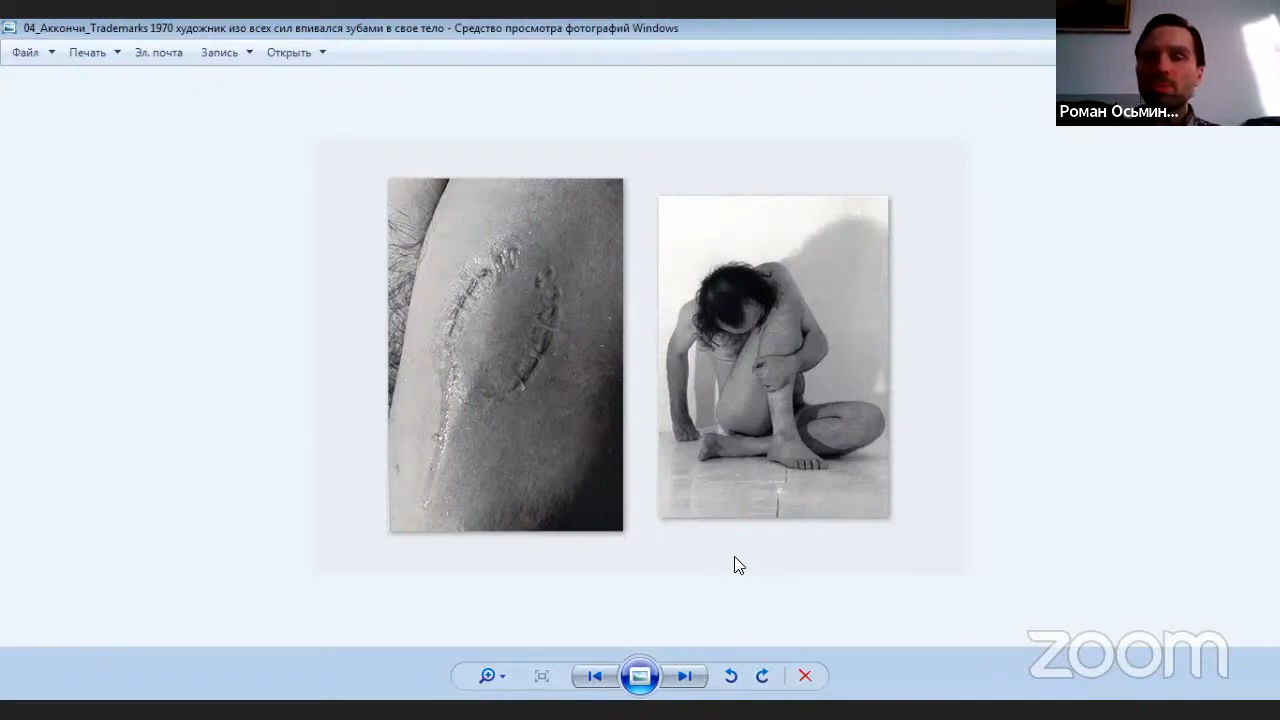 04_Аккончи_Trademarks 1970 художник изо всех сил впивался зубами в свое тело - Средство просмотра фотографий Windows
Файл Печать Эл. почта Запись Открыть
Роман Осьмин...
zoom